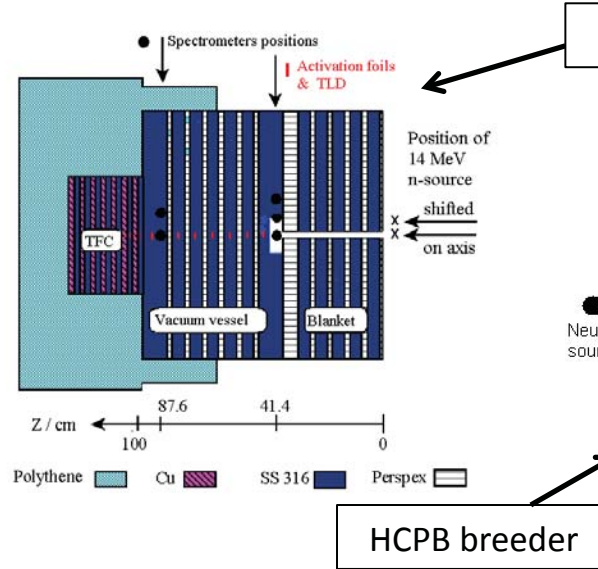 Spectrometers positions
Activation foils
& TLD
Position of
14 MeV
n-source
shifted
x
x
on axis
TFC
Vacuum vessel
Blanket
87.6
41.4
Z / cm
100
0
Polythene
Cu
SS 316
Perspex
HCPB breeder